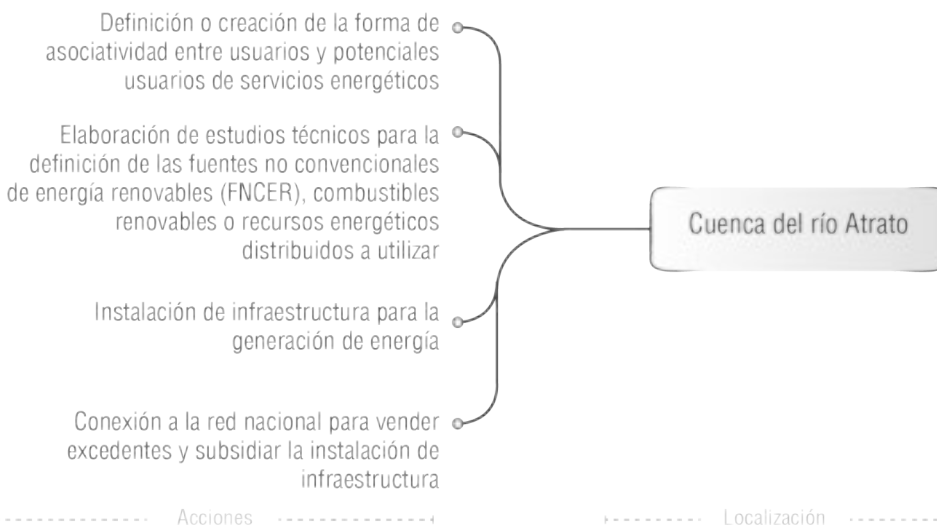 Definición o creación de la forma de
asociatividad entre usuarios y potenciales
usuarios de servicios energéticos
Elaboración de estudios técnicos para la
definición de las fuentes no convencionales
de energía renovables (FNCER), combustibles
renovables o recursos energéticos
distribuidos a utilizar
Instalación de infraestructura para la
generación de energía
Conexión a la red nacional para vender
excedentes y subsidiar la instalación de
infraestructura
Cuenca del río Atrato
Acciones
Localización